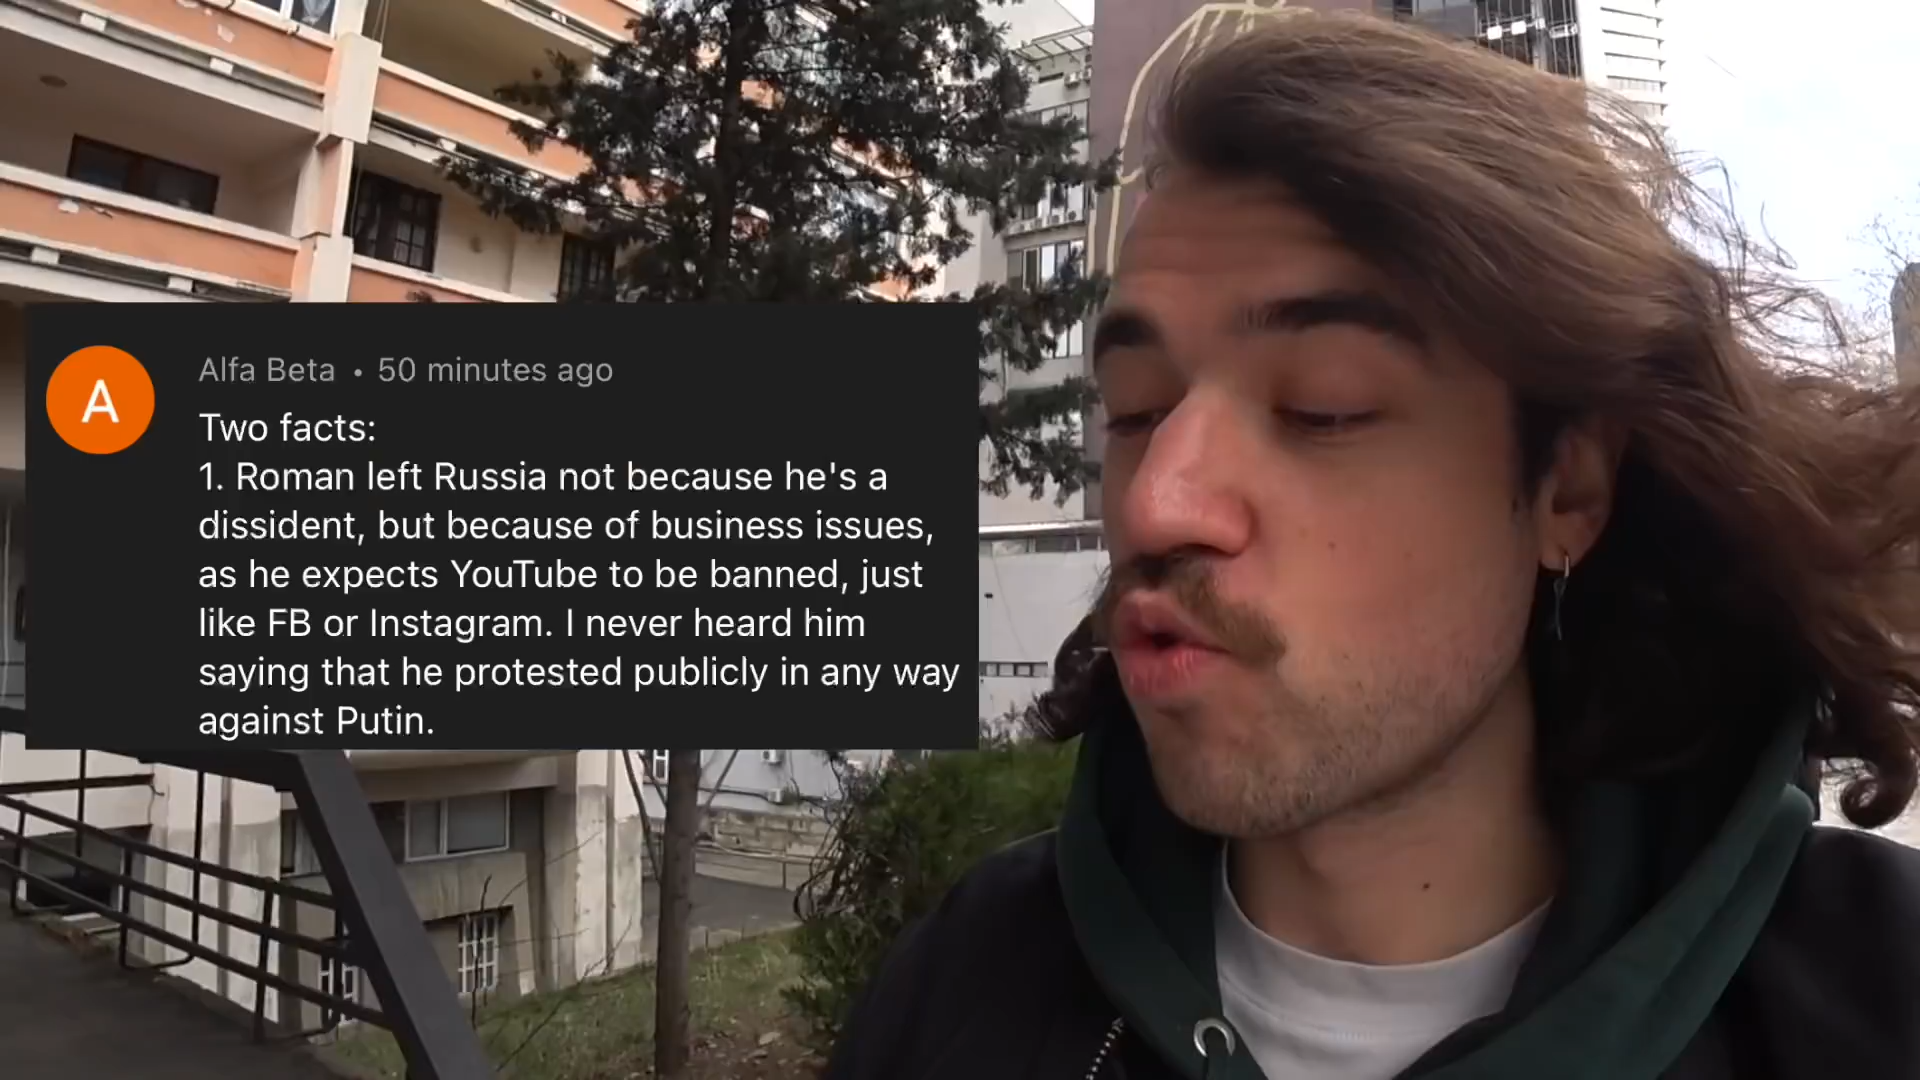 A
Alfa Beta • 50 minutes ago
Two facts:
1. Roman left Russia not because he's a
dissident, but because of business issues,
as he expects YouTube to be banned, just
like FB or Instagram. I never heard him
saying that he protested publicly in any way
against Putin.